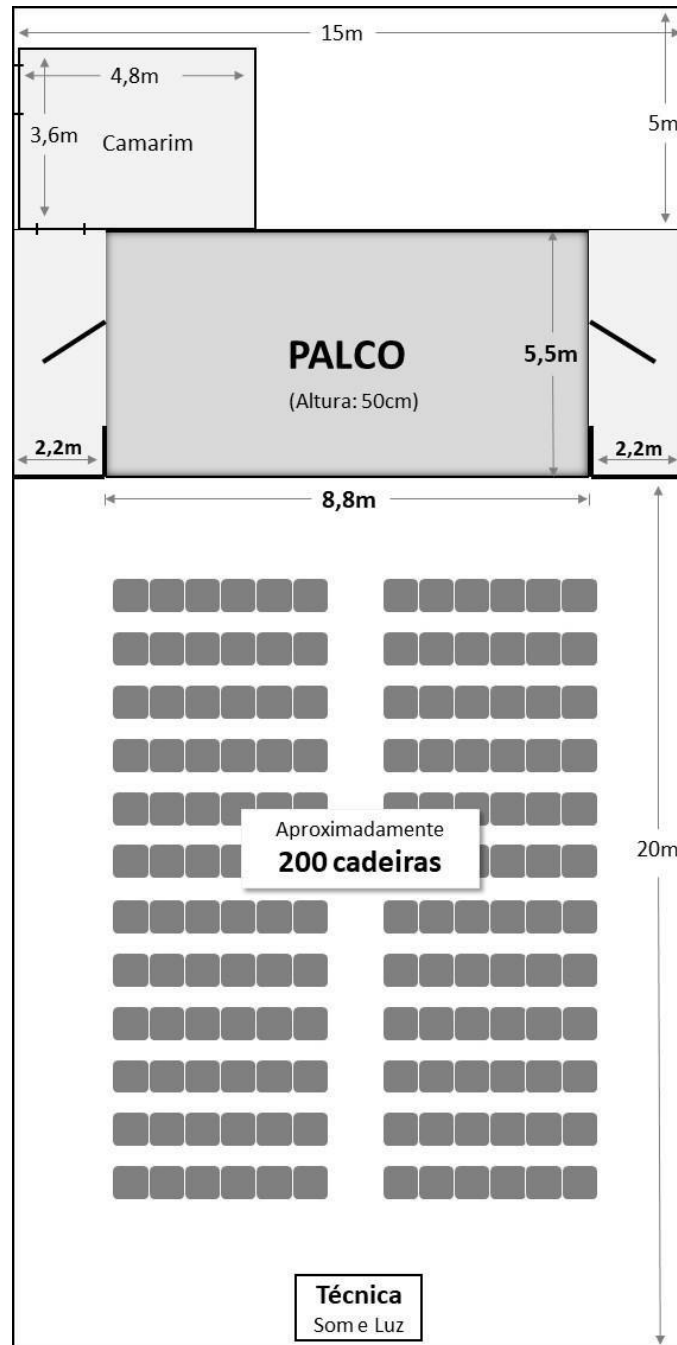 15m
4,8m
5m
3,6m
Camarim
PALCO
5,5m
(Altura: 50cm)
2,2m
2,2m
8,8m
Aproximadamente
200 cadeiras
20m
Técnica
Som e Luz